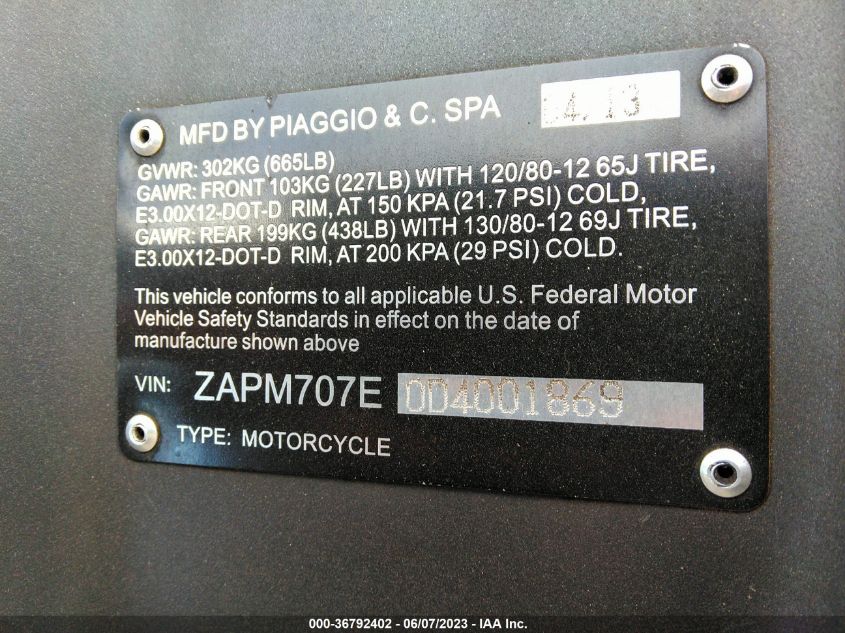 MFD BY PIAGGIO & C. SPA 04.13
GVWR: 302KG (665LB)
GAWR: FRONT 103KG (227LB) WITH 120/80-12 65J TIRE,
E3.00X12-DOT-D RIM, AT 150 KPA (21.7 PSI) COLD,
GAWR: REAR 199KG (438LB) WITH 130/80-12 69J TIRE,
E3.00X12-DOT-D RIM, AT 200 KPA (29 PSI) COLD.
This vehicle conforms to all applicable U.S. Federal Motor
Vehicle Safety Standards in effect on the date of
manufacture shown above
VIN: ZAPM707E 0D4001869
TYPE: MOTORCYCLE
000-36792402 - 06/07/2023 - IAA Inc.